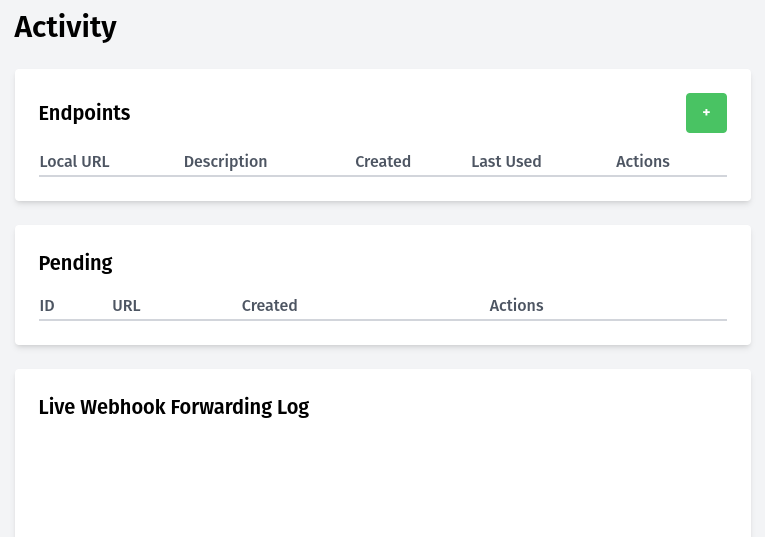 Activity
Endpoints
+
Local URL Description Created Last Used Actions
Pending
ID URL Created Actions
Live Webhook Forwarding Log